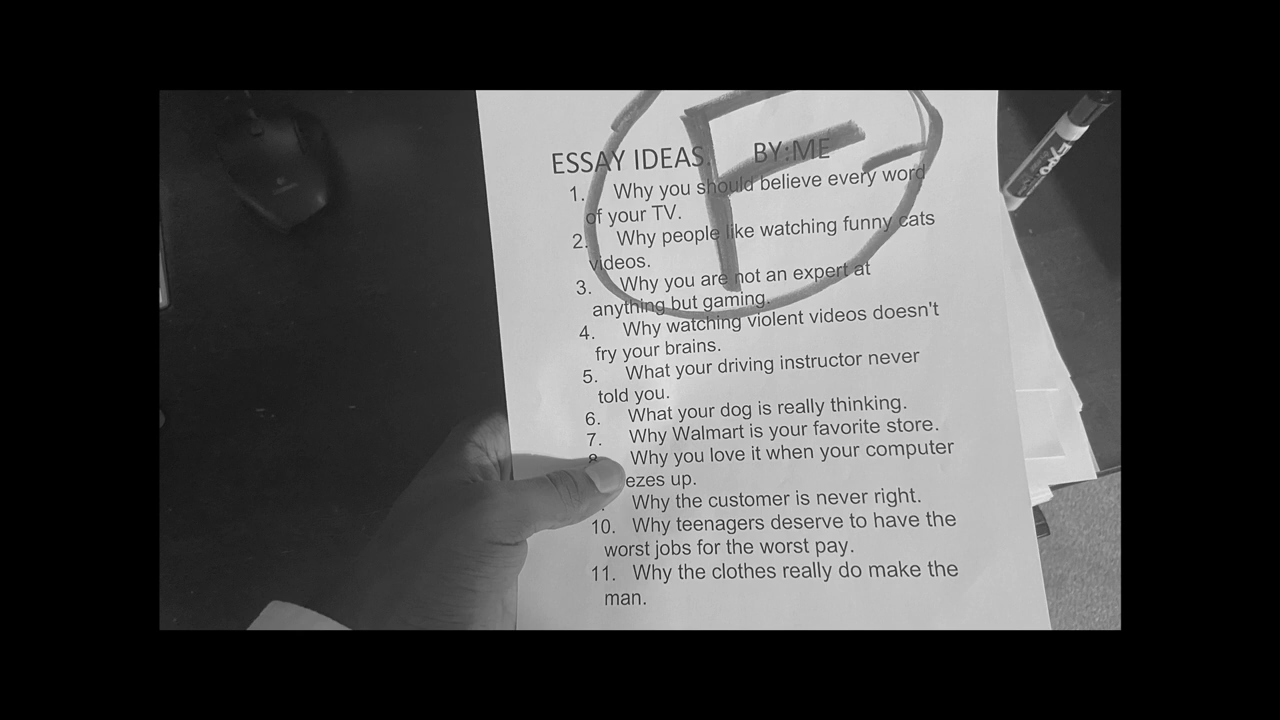 F
ESSAY IDEAS. BY:ME
1. Why you should believe every word
of your TV.
2. Why people like watching funny cats
videos.
3. Why you are not an expert at
anything but gaming.
4. Why watching violent videos doesn't
fry your brains.
5. What your driving instructor never
told you.
6. What your dog is really thinking.
7. Why Walmart is your favorite store.
8. Why you love it when your computer
ezes up.
Why the customer is never right.
10. Why teenagers deserve to have the
worst jobs for the worst pay.
11. Why the clothes really do make the
man.
EXPO